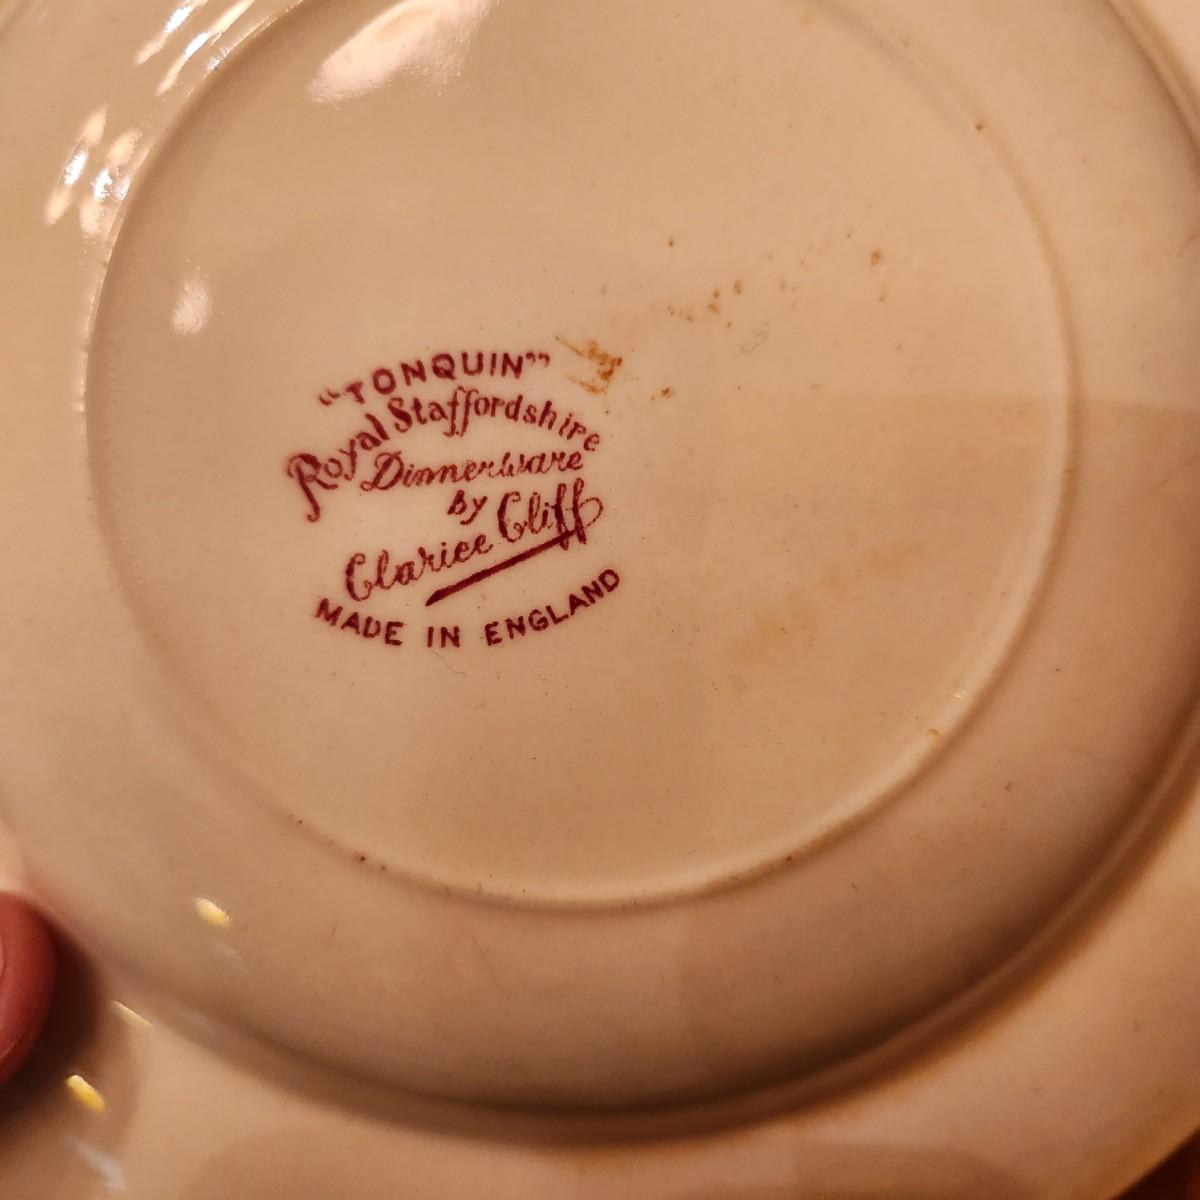 "TONQUIN"
Royal Staffordshire
Dinnerware
by
Clarice Cliff
MADE IN ENGLAND